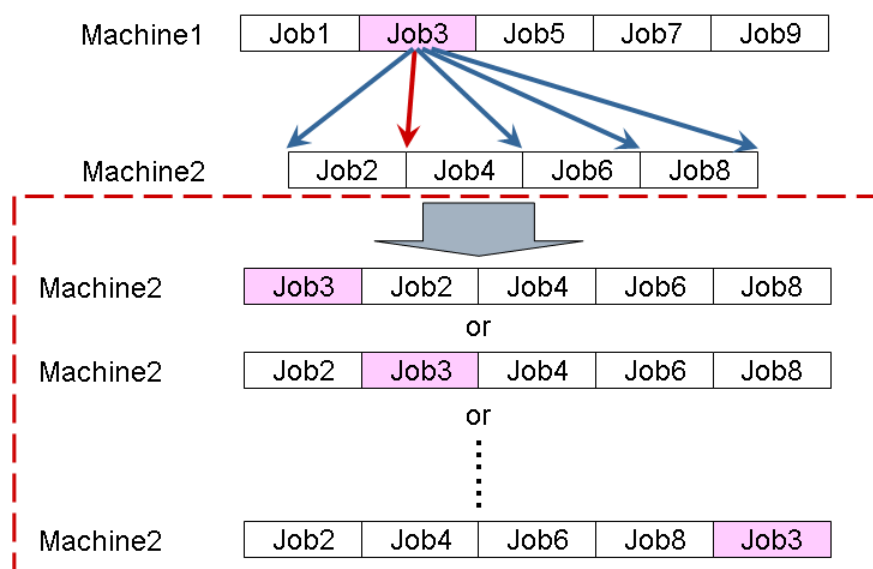 Machine1 Job1 Job3 Job5 Job7 Job9
Machine2 Job2 Job4 Job6 Job8
Machine2 Job3 Job2 Job4 Job6 Job8
or
Machine2 Job2 Job3 Job4 Job6 Job8
or
Machine2 Job2 Job4 Job6 Job8 Job3